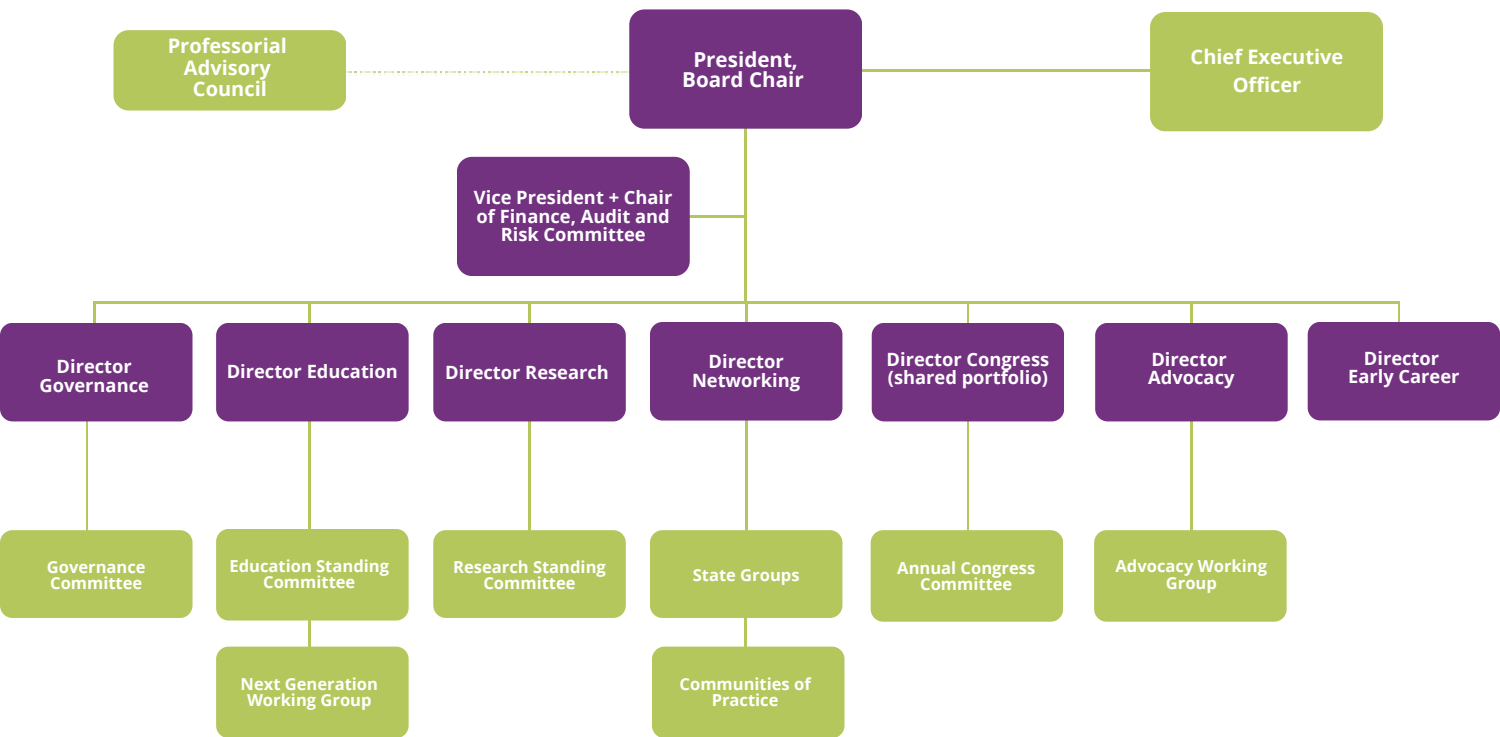 Professorial
Advisory
Council
President,
Board Chair
Chief Executive
Officer
Vice President + Chair
of Finance, Audit and
Risk Committee
Director
Governance
Director Education
Director Research
Director
Networking
Director Congress
(shared portfolio)
Director
Advocacy
Director
Early Career
Governance
Committee
Education Standing
Committee
Research Standing
Committee
State Groups
Annual Congress
Committee
Advocacy Working
Group
Next Generation
Working Group
Communities of
Practice